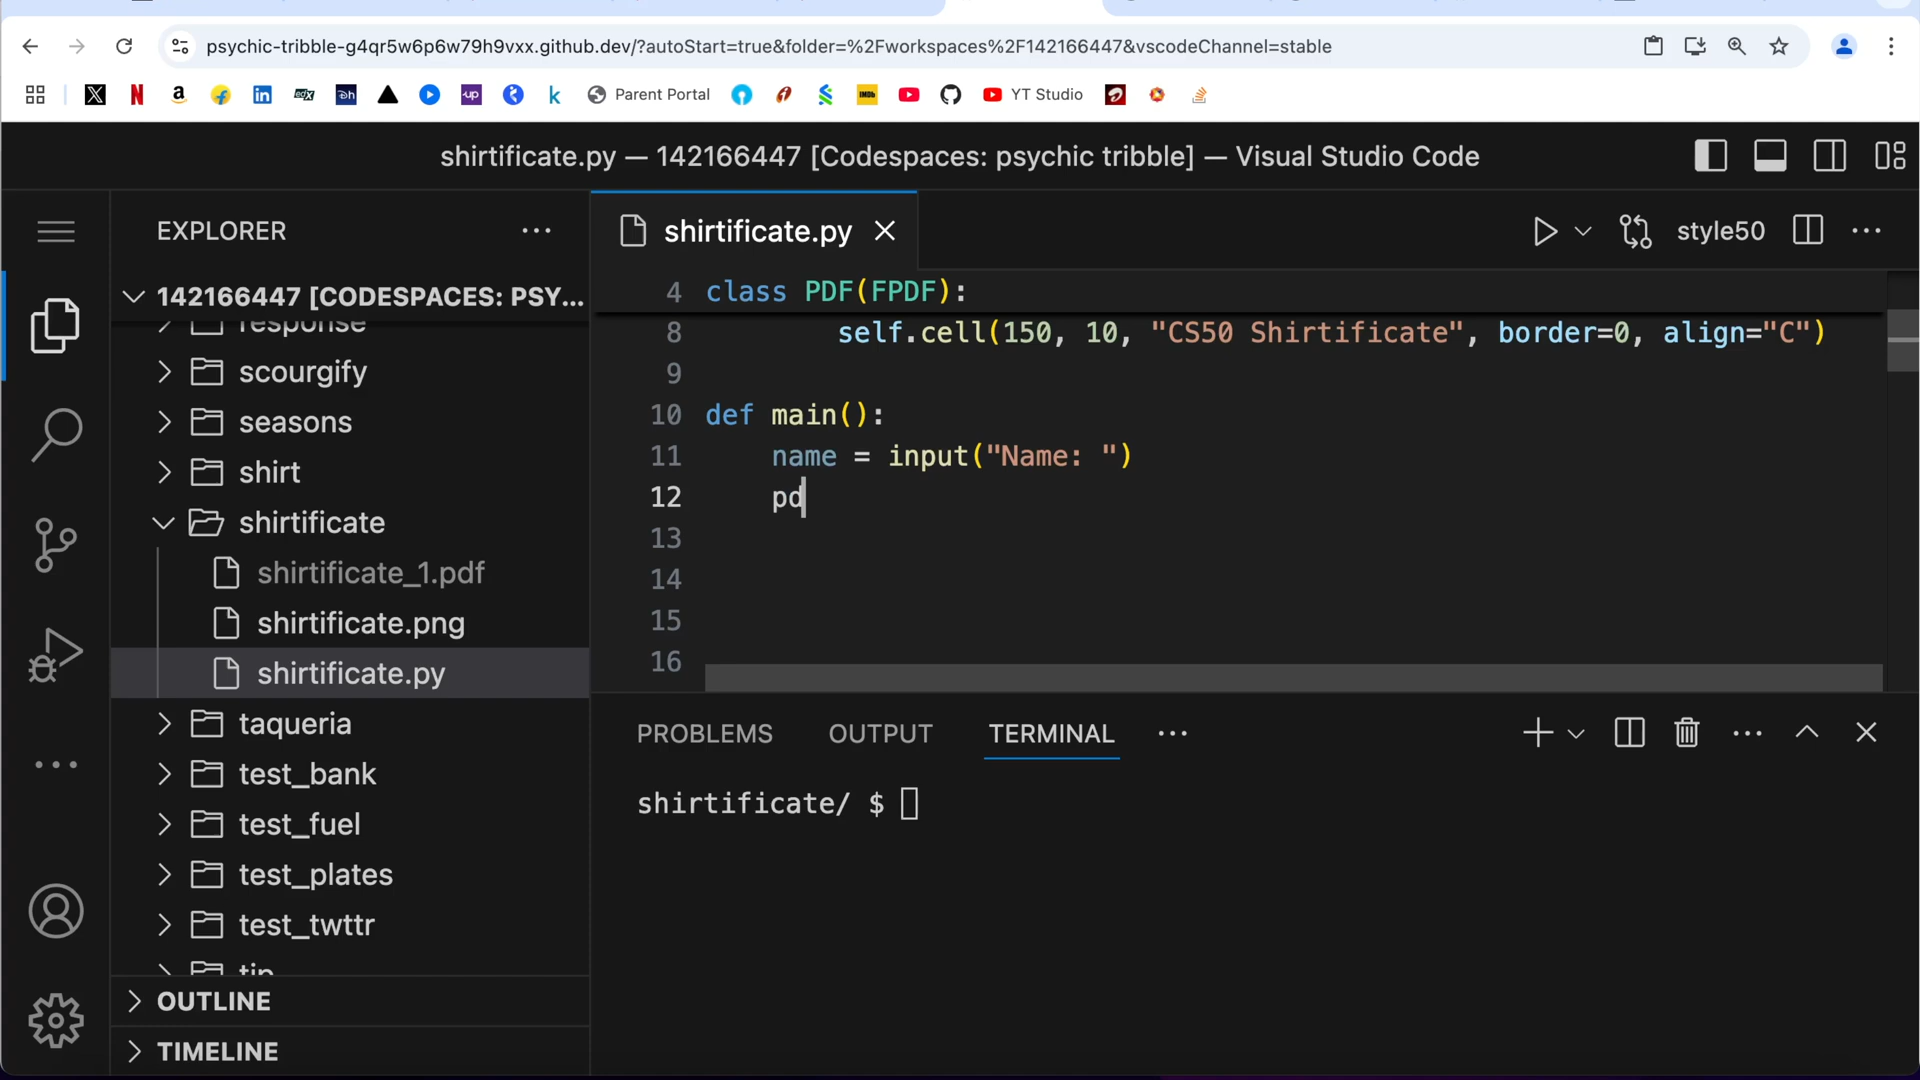 psychic-tribble-g4qr5w6p6w79h9vxx.github.dev/?autoStart=true&folder=%2Fworkspaces%2F142166447&vscodeChannel=stable
Parent Portal
YT Studio
shirtificate.py — 142166447 [Codespaces: psychic tribble] — Visual Studio Code
EXPLORER
shirtificate.py
style50
142166447 [CODESPACES: PSY...
response
scourgify
seasons
shirt
shirtificate
shirtificate_1.pdf
shirtificate.png
shirtificate.py
taqueria
test_bank
test_fuel
test_plates
test_twttr
tip
OUTLINE
TIMELINE
4 class PDF(FPDF):
8 self.cell(150, 10, "CS50 Shirtificate", border=0, align="C")
9
10 def main():
11 name = input("Name: ")
12 pd
13
14
15
16
PROBLEMS OUTPUT TERMINAL
shirtificate/ $